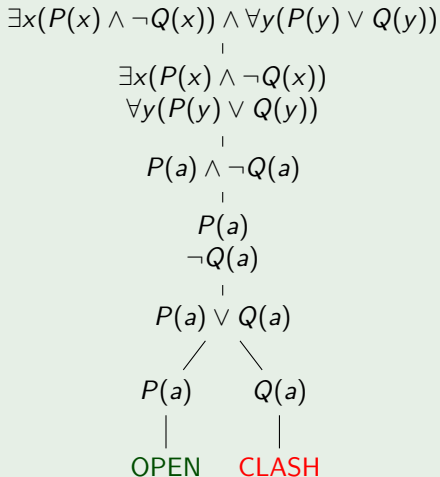 ∃x(P(x) ∧ ¬Q(x)) ∧ ∀y(P(y) ∨ Q(y))
∃x(P(x) ∧ ¬Q(x))
∀y(P(y) ∨ Q(y))
P(a) ∧ ¬Q(a)
P(a)
¬Q(a)
P(a) ∨ Q(a)
P(a) Q(a)
OPEN CLASH